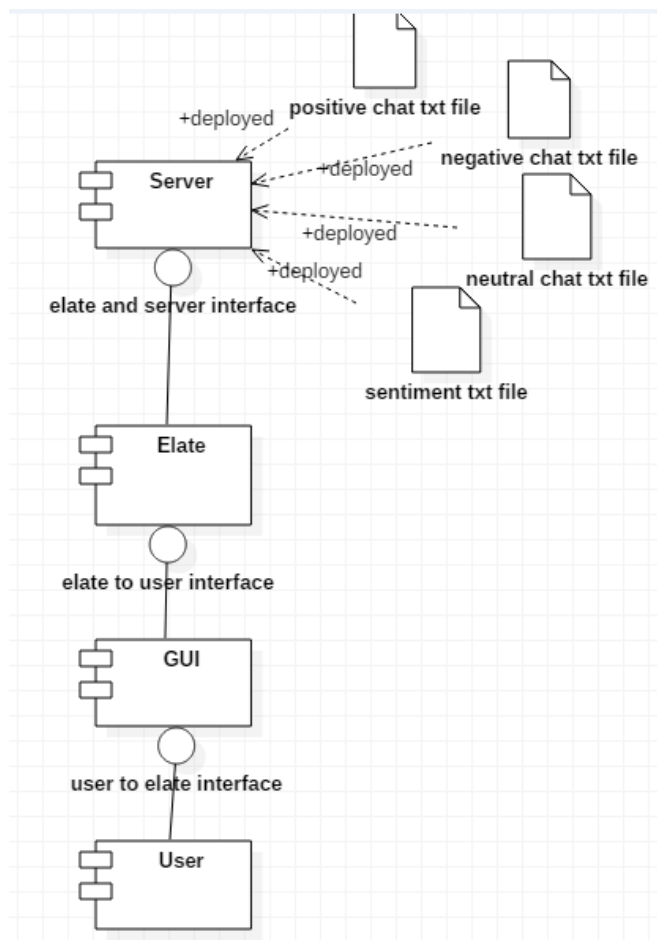 positive chat txt file
+deployed
negative chat txt file
+deployed
Server
neutral chat txt file
+deployed
+deployed
elate and server interface
sentiment txt file
Elate
elate to user interface
GUI
user to elate interface
User